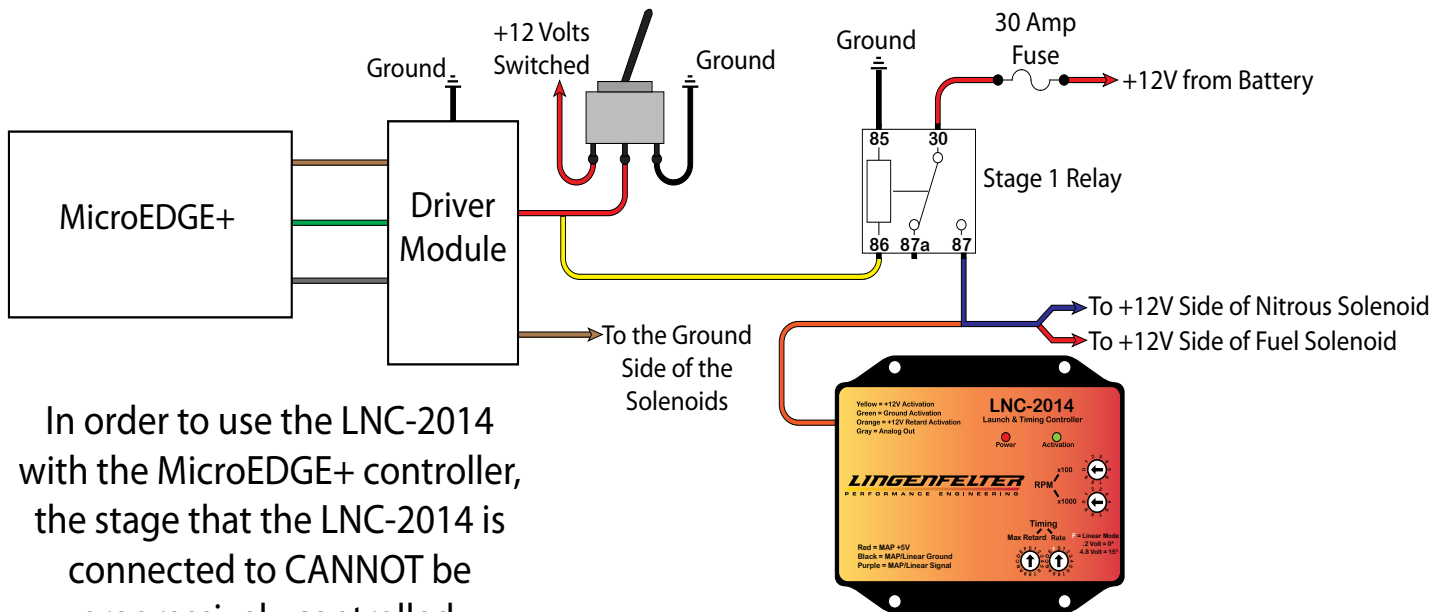 +12 Volts
Switched
Ground
Ground
Ground
30 Amp
Fuse
+12V from Battery
MicroEDGE+
Driver
Module
85
30
Stage 1 Relay
86 87a 87
To +12V Side of Nitrous Solenoid
To +12V Side of Fuel Solenoid
To the Ground
Side of the
Solenoids
In order to use the LNC-2014
with the MicroEDGE+ controller,
the stage that the LNC-2014 is
connected to CANNOT be
Yellow = +12V Activation
Green = Ground Activation
Orange = +12V Retard Activation
Gray = Analog Out
LNC-2014
Launch & Timing Controller
Power
Activation
LINGENFELTER
PERFORMANCE ENGINEERING
RPM
x100
x1000
Timing
Max Retard Rate
F = Linear Mode
.2 Volt = 0°
4.8 Volt = 15°
Red = MAP +5V
Black = MAP/Linear Ground
Purple = MAP/Linear Signal